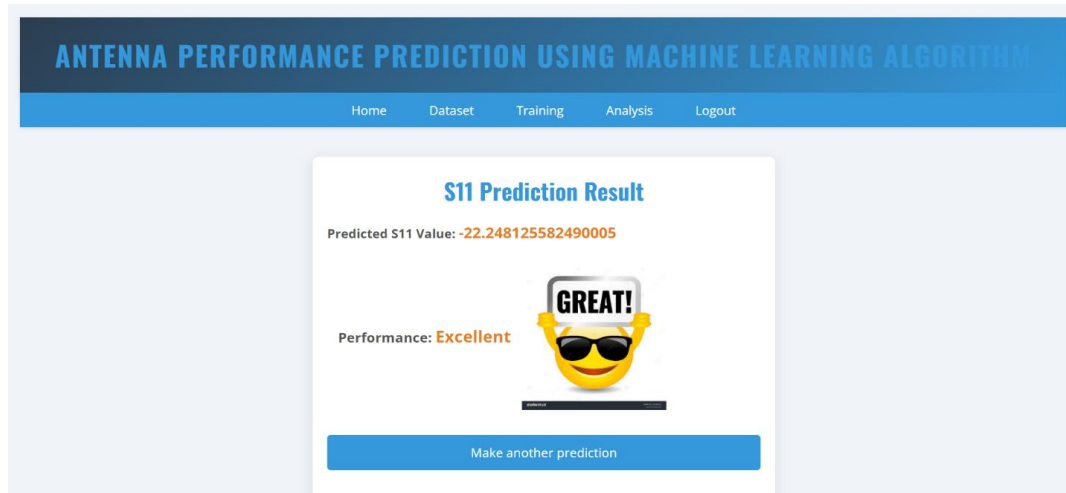 ANTENNA PERFORMANCE PREDICTION USING MACHINE LEARNING ALGORITHM
Home Dataset Training Analysis Logout
S11 Prediction Result
Predicted S11 Value: -22.248125582490005
GREAT!
Performance: Excellent
Make another prediction